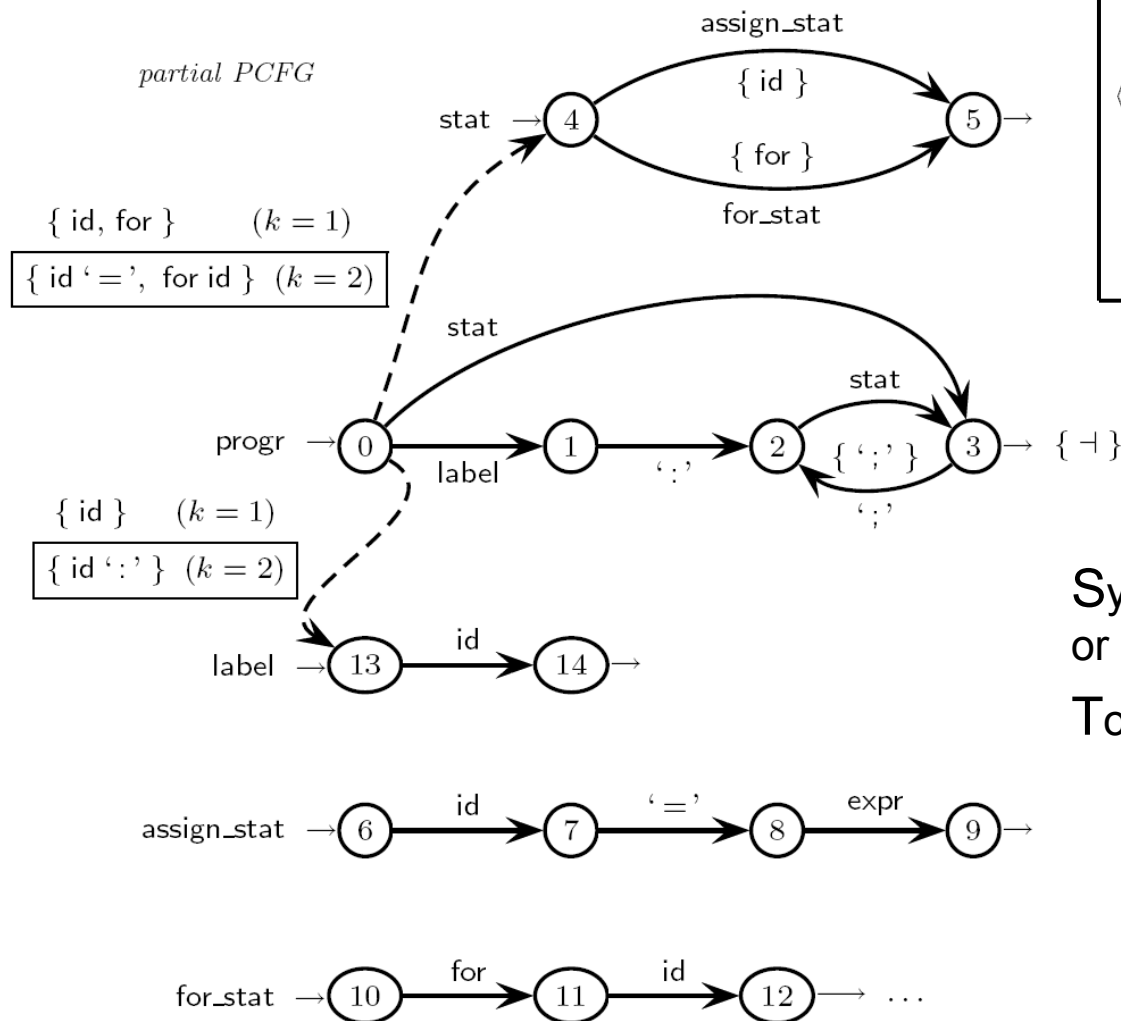 assign_stat
partial PCFG
{ id }
stat → 4 5 →
{ for }
for_stat
{ id, for } (k = 1)
{ id ‘ = ’, for id } (k = 2)
stat
stat
progr → 0 1 2 { ‘ ; ’ } 3 → { ⊣ }
label ‘ : ’
‘ ; ’
{ id } (k = 1)
{ id ‘ : ’ } (k = 2)
id
label → 13 14 →
or
id ‘ = ’ expr
assign_stat → 6 7 8 9 →
for id
for_stat → 10 11 12 → ...